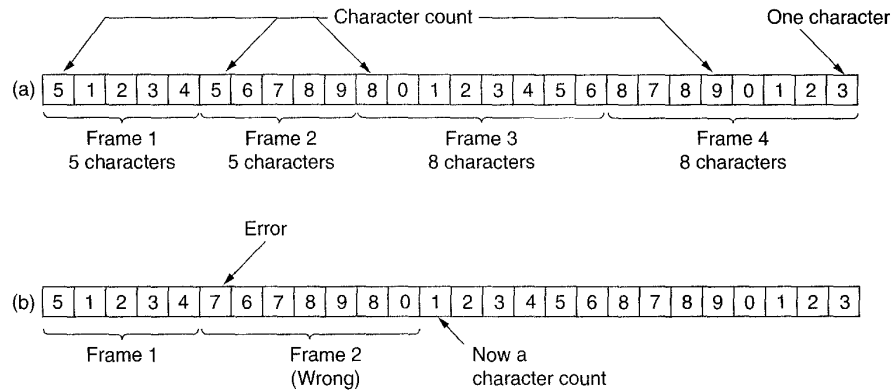 Character count
One character
(a) 5 1 2 3 4 5 6 7 8 9 8 0 1 2 3 4 5 6 8 7 8 9 0 1 2 3
Frame 1 Frame 2 Frame 3 Frame 4
5 characters 5 characters 8 characters 8 characters
Error
(b) 5 1 2 3 4 7 6 7 8 9 8 0 1 2 3 4 5 6 8 7 8 9 0 1 2 3
Frame 1 Frame 2 Now a
(Wrong) character count